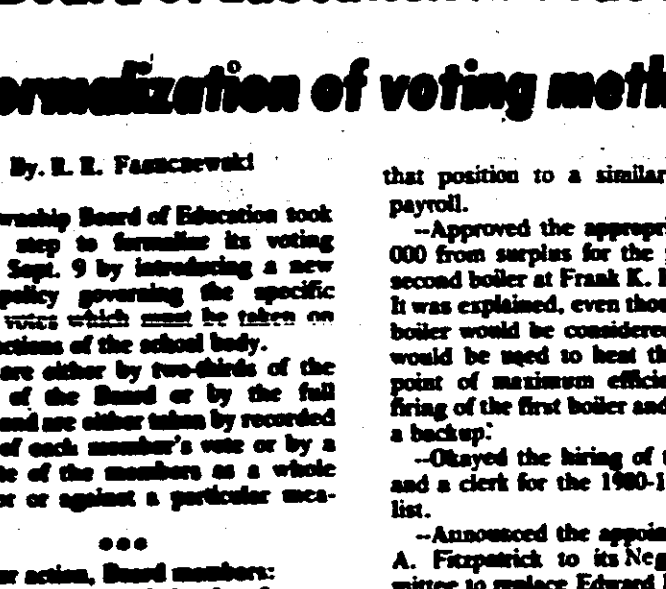 Board of Education
ormalization of voting meth
By. R. R. Fasuczewski
wnship Board of Education took
step to formalize its voting
Sept. 9 by introducing a new
policy governing the specific
votes which must be taken on
actions of the school body.
are either by two-thirds of the
of the Board or by the full
and are either taken by recorded
of each member's vote or by a
te of the members as a whole
or or against a particular mea-
***
er action, Board members:
that position to a similar
payroll.
--Approved the appropri
000 from surplus for the
second boiler at Frank K.
It was explained, even thou
boiler would be considere
would be used to heat th
point of maximum effici
firing of the first boiler and
a backup.
--Okayed the hiring of
and a clerk for the 1980-1
list.
--Announced the appoin
A. Fitzpatrick to its Neg
mittee to replace Edward